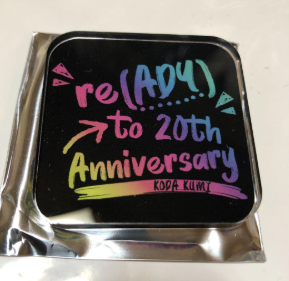 re(ADY)
to 20th
Anniversary
KODA KUMI